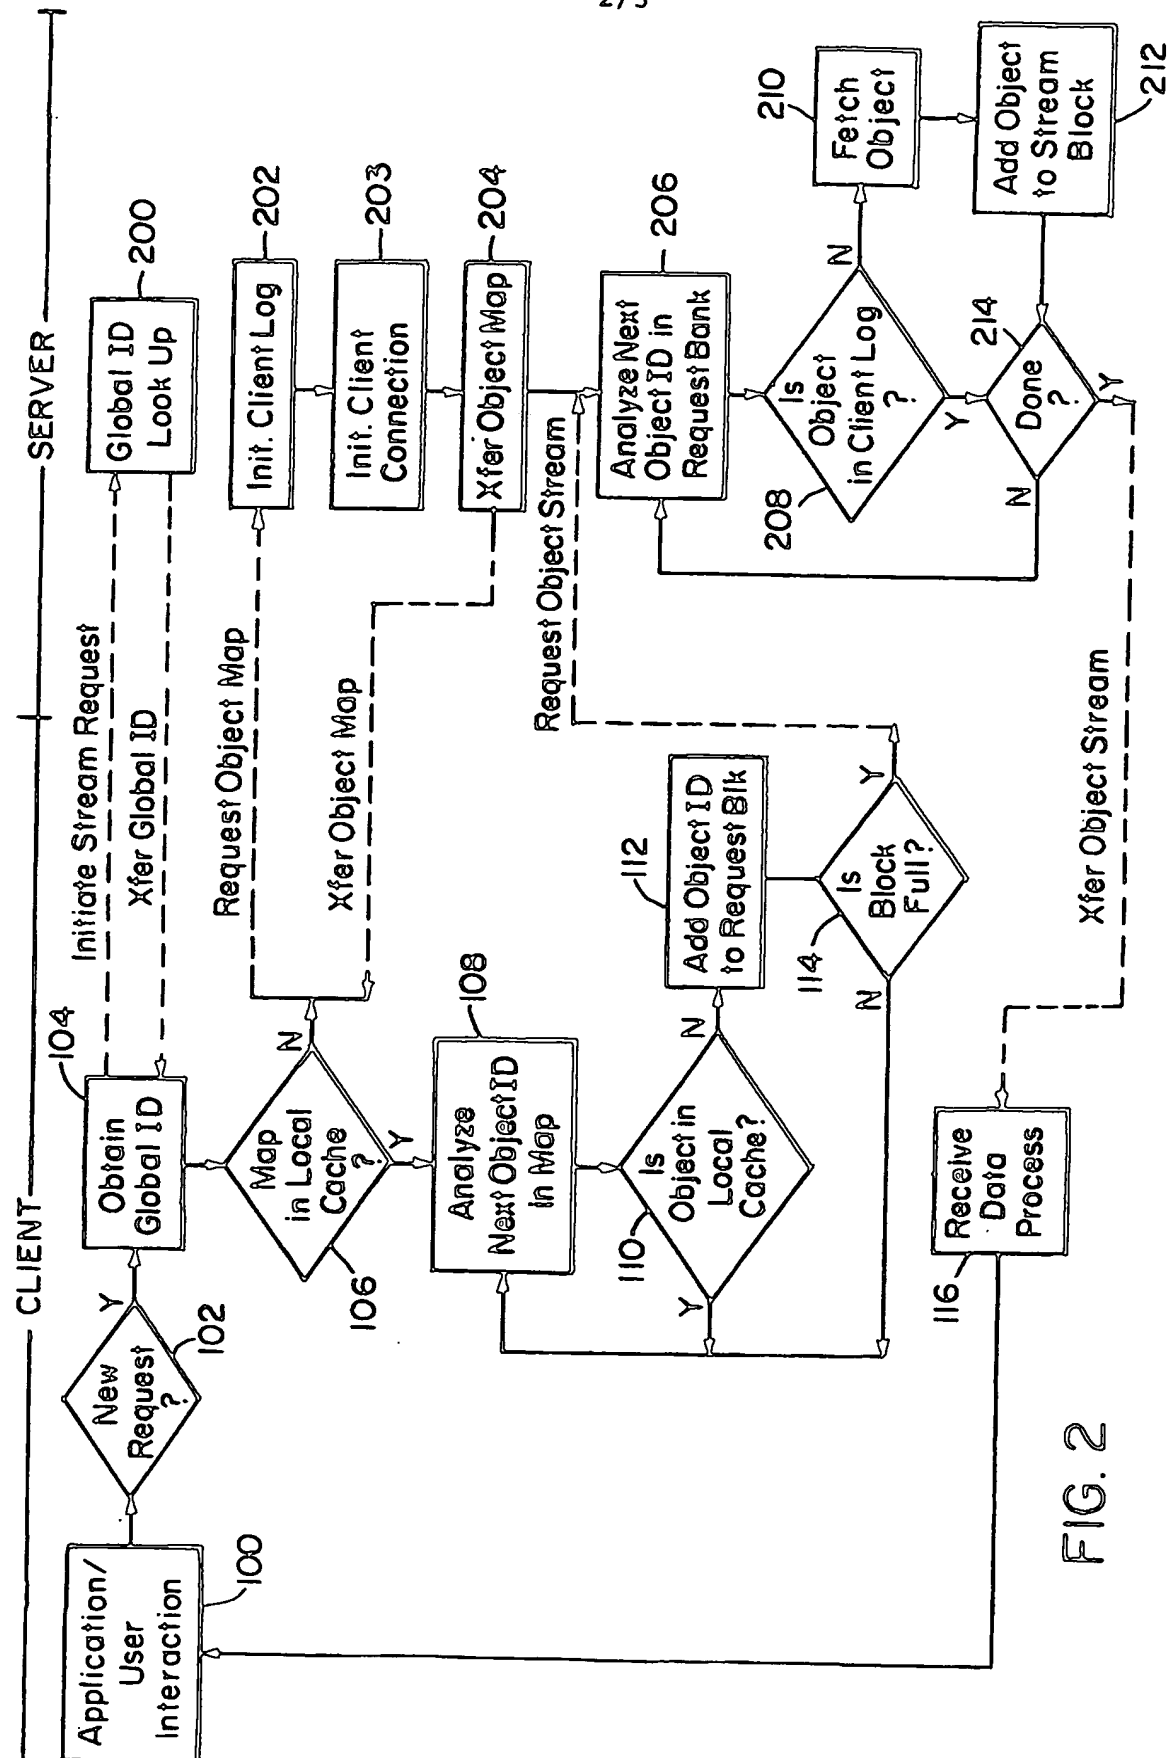 2/5
CLIENT
SERVER
Application/
User
Interaction
100
New
Request
?
102
Y
Obtain
Global ID
104
Initiate Stream Request
Xfer Global ID
Global ID
Look Up
200
Map
in Local
Cache
?
106
N
Y
Request Object Map
Xfer Object Map
Init. Client Log
202
Init. Client
Connection
203
Xfer Object Map
204
Analyze
Next Object ID
In Map
108
Is
Object in
Local
Cache?
110
Y
N
Add Object ID
to Request Blk
112
Is
Block
Full?
114
N
Y
Request Object Stream
Analyze Next
Object ID in
Request Bank
206
Is
Object
in Client Log
?
208
N
Y
Fetch
Object
210
Add Object
to Stream
Block
212
Done
?
214
N
Y
Xfer Object Stream
Receive
Data
Process
116
FIG. 2